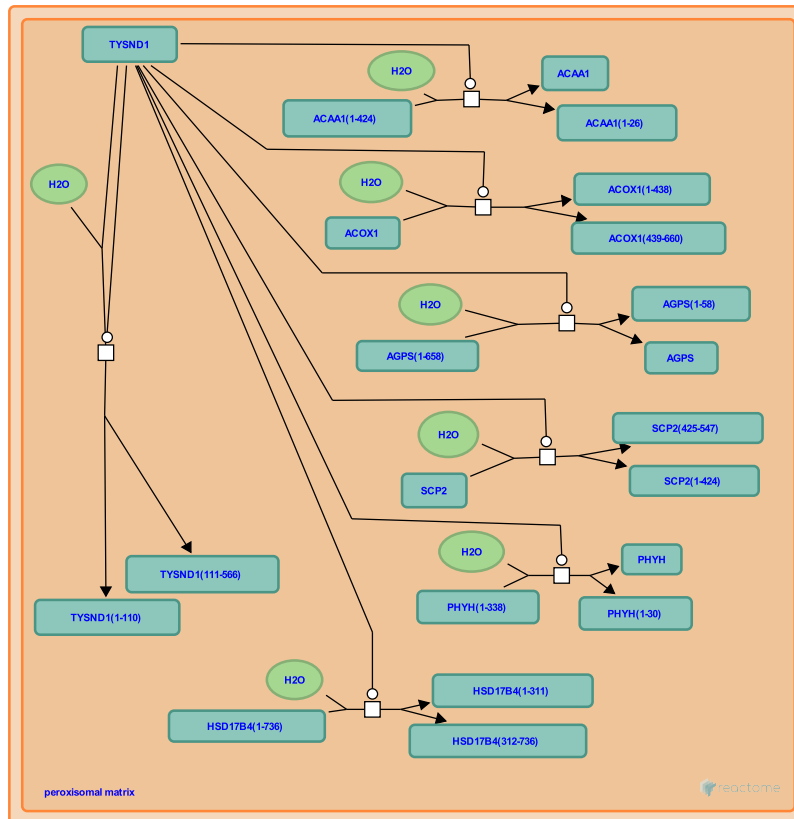 TYSND1
H2O
ACAA1
ACAA1(1-424)
ACAA1(1-26)
H2O
ACOX1(1-438)
ACOX1
ACOX1(439-660)
H2O
H2O
AGPS(1-58)
AGPS(1-658)
AGPS
H2O
SCP2(425-547)
SCP2
SCP2(1-424)
H2O
PHYH
PHYH(1-338)
PHYH(1-30)
TYSND1(111-566)
TYSND1(1-110)
H2O
HSD17B4(1-311)
HSD17B4(1-736)
HSD17B4(312-736)
peroxisomal matrix
reactome